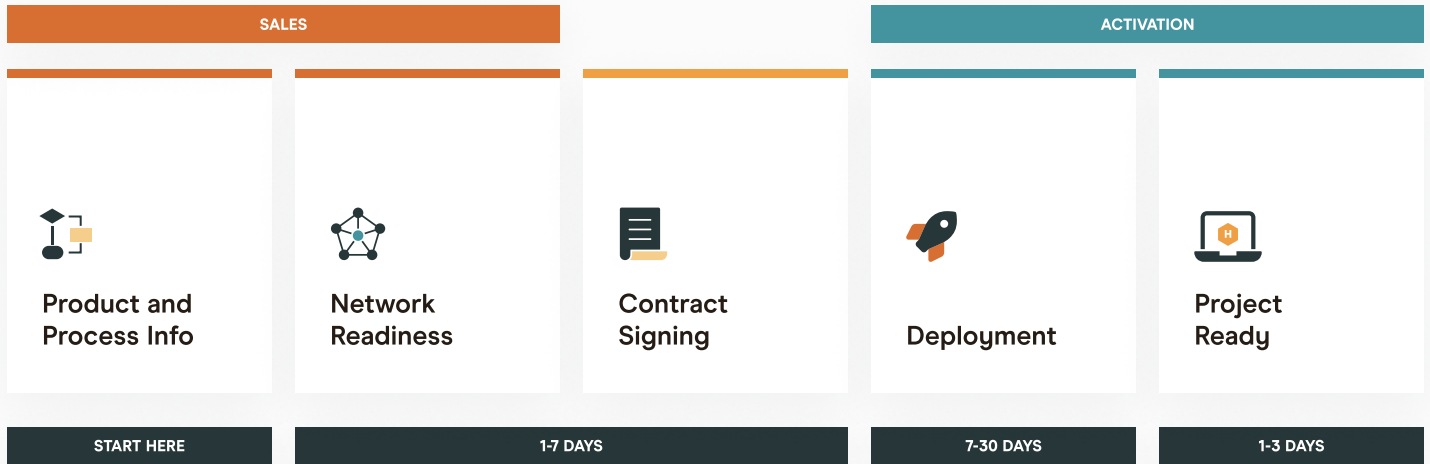 SALES
ACTIVATION
Product and
Process Info
Network
Readiness
Contract
Signing
Deployment
H
Project
Ready
START HERE
1-7 DAYS
7-30 DAYS
1-3 DAYS